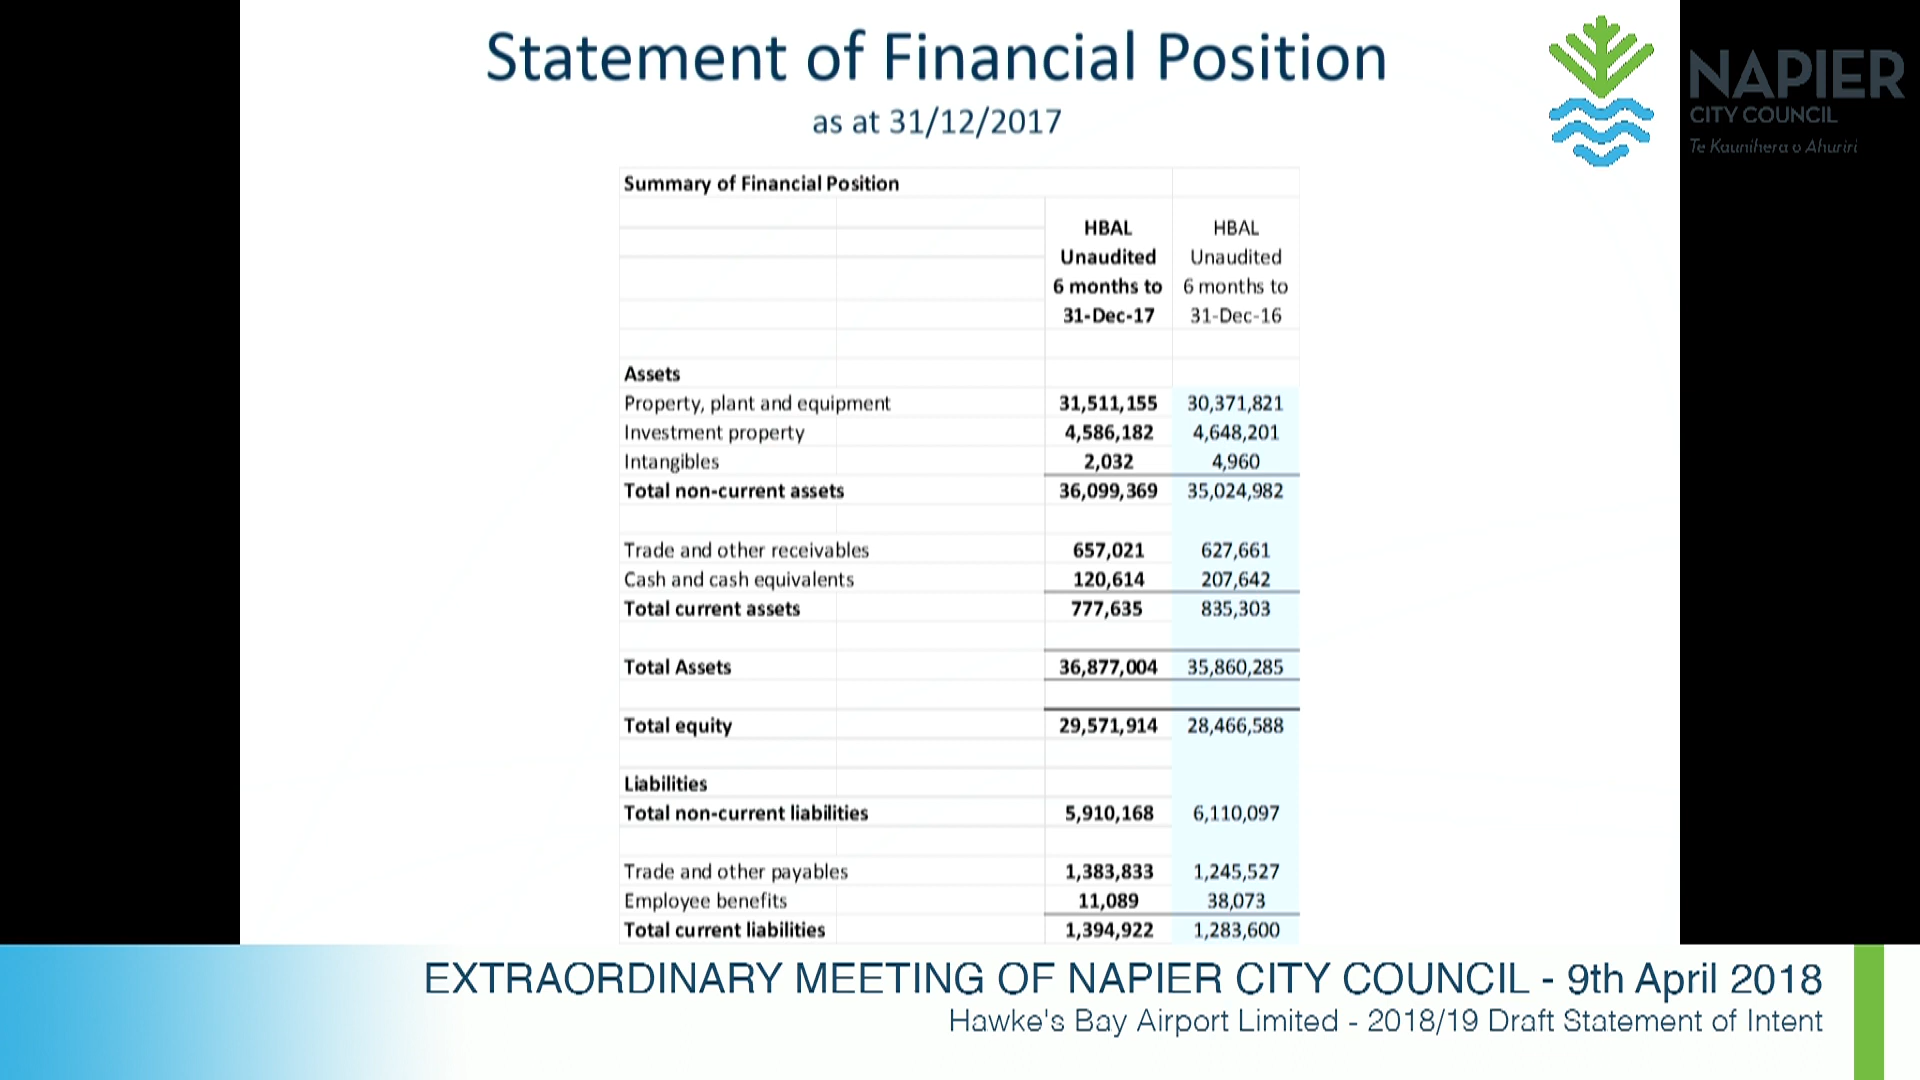 Statement of Financial Position
as at 31/12/2017
NAPIER
CITY COUNCIL
Te Kaunihera o Ahuriri
Summary of Financial Position
HBAL HBAL
Unaudited Unaudited
6 months to 6 months to
31-Dec-17 31-Dec-16
Assets
Property, plant and equipment 31,511,155 30,371,821
Investment property 4,586,182 4,648,201
Intangibles 2,032 4,960
Total non-current assets 36,099,369 35,024,982
Trade and other receivables 657,021 627,661
Cash and cash equivalents 120,614 207,642
Total current assets 777,635 835,303
Total Assets 36,877,004 35,860,285
Total equity 29,571,914 28,466,588
Liabilities
Total non-current liabilities 5,910,168 6,110,097
Trade and other payables 1,383,833 1,245,527
Employee benefits 11,089 38,073
Total current liabilities 1,394,922 1,283,600
EXTRAORDINARY MEETING OF NAPIER CITY COUNCIL - 9th April 2018
Hawke's Bay Airport Limited - 2018/19 Draft Statement of Intent